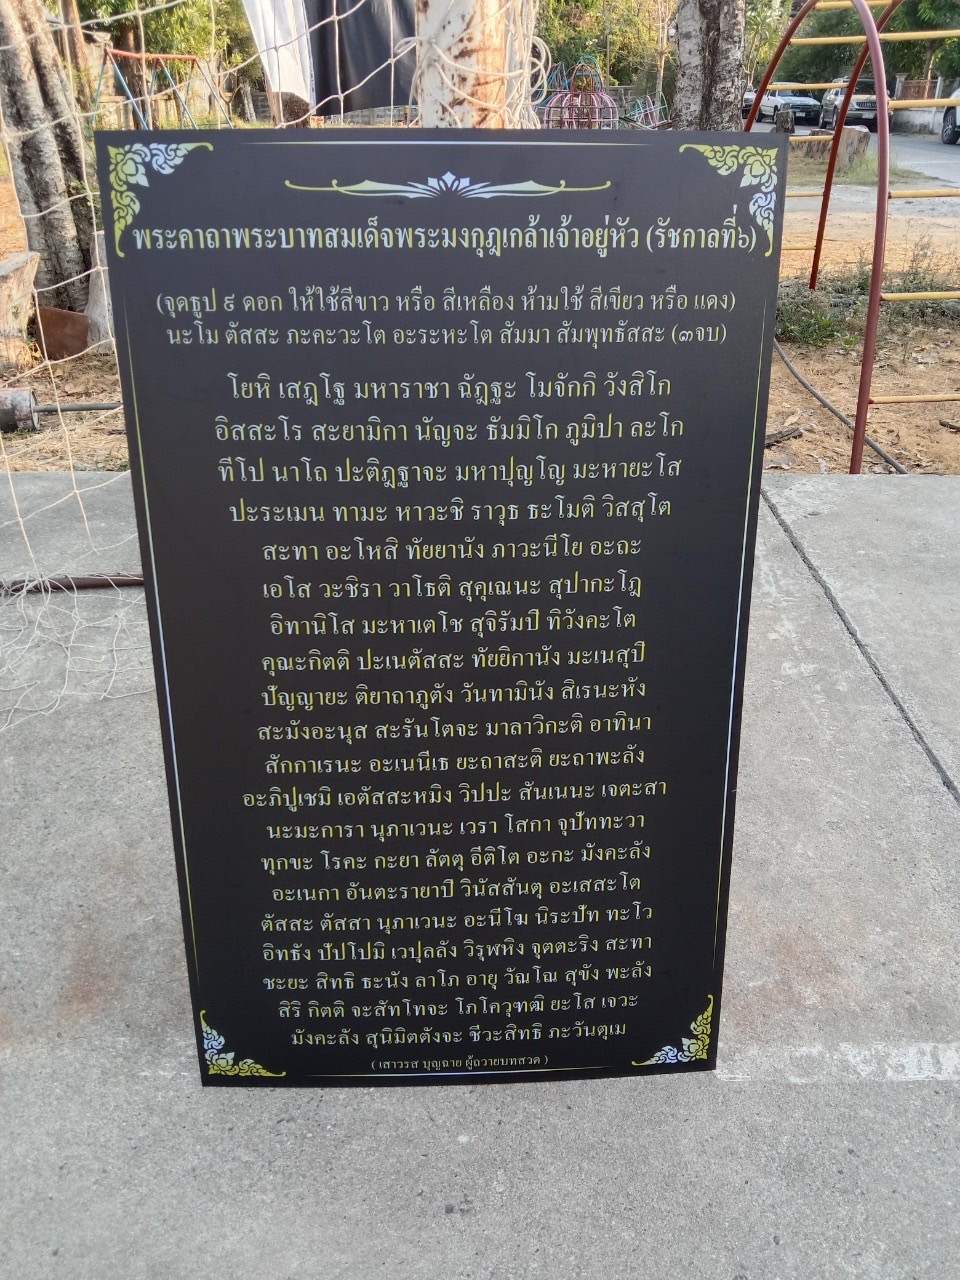 พระคาถาพระบาทสมเด็จพระมงกุฎเกล้าเจ้าอยู่หัว (รัชกาลที่๖)
(จุดธูป ๙ ดอก ให้ใช้สีขาว หรือ สีเหลือง ห้ามใช้ สีเขียว หรือ แดง)
นะโม ตัสสะ ภะคะวะโต อะระหะโต สัมมา สัมพุทธัสสะ (๓จบ)
โยหิ เสฎโฐ มหาราชา ฉัฎฐะ โมจักกิ วังสิโก
อิสสะโร สะยามิกา นัญจะ ธัมมิโก ภูมิปา ละโก
ทีโป นาโถ ปะติฎฐาจะ มหาปุญโญ มะหายะโส
ปะระเมน ทามะ หาวะชิ ราวุธ ธะโมติ วิสสุโต
สะทา อะโหสิ ทัยยานัง ภาวะนีโย อะถะ
เอโส วะชิรา วาโธติ สุคุเณนะ สุปากะโฎ
อิทานิโส มะหาเตโช สุจิรัมปิ ทิวังคะโต
คุณะกิตติ ปะเนตัสสะ ทัยยิกานัง มะเนสุปิ
ปัญญายะ ติยาถาภูตัง วันทามินัง สิเรนะหัง
สะมังอะนุส สะรันโตจะ มาลาวิกะติ อาทินา
สักกาเรนะ อะเนนีเธ ยะถาสะติ ยะถาพะลัง
อะภิปูเชมิ เอตัสสะหมิง วิปปะ สันเนนะ เจตะสา
นะมะการา นุภาเวนะ เวรา โสกา จุปัททะวา
ทุกขะ โรคะ กะยา ลัตตุ อีติโต อะกะ มังคะลัง
อะเนกา อันตะรายาปิ วินัสสันตุ อะเสสะโต
ตัสสะ ตัสสา นุภาเวนะ อะนีโฆ นิระปัท ทะโว
อิทธัง ปัปโปมิ เวปุลลัง วิรุฬหิง จุตตะริง สะทา
ชะยะ สิทธิ ธะนัง ลาโภ อายุ วัณโณ สุขัง พะลัง
สิริ กิตติ จะสัทโทจะ โภโควุฑฒิ ยะโส เจวะ
มังคะลัง สุนิมิตตังจะ ชีวะสิทธิ ภะวันตุเม
( เสาวรส บุญฉาย ผู้ถวายบทสวด )